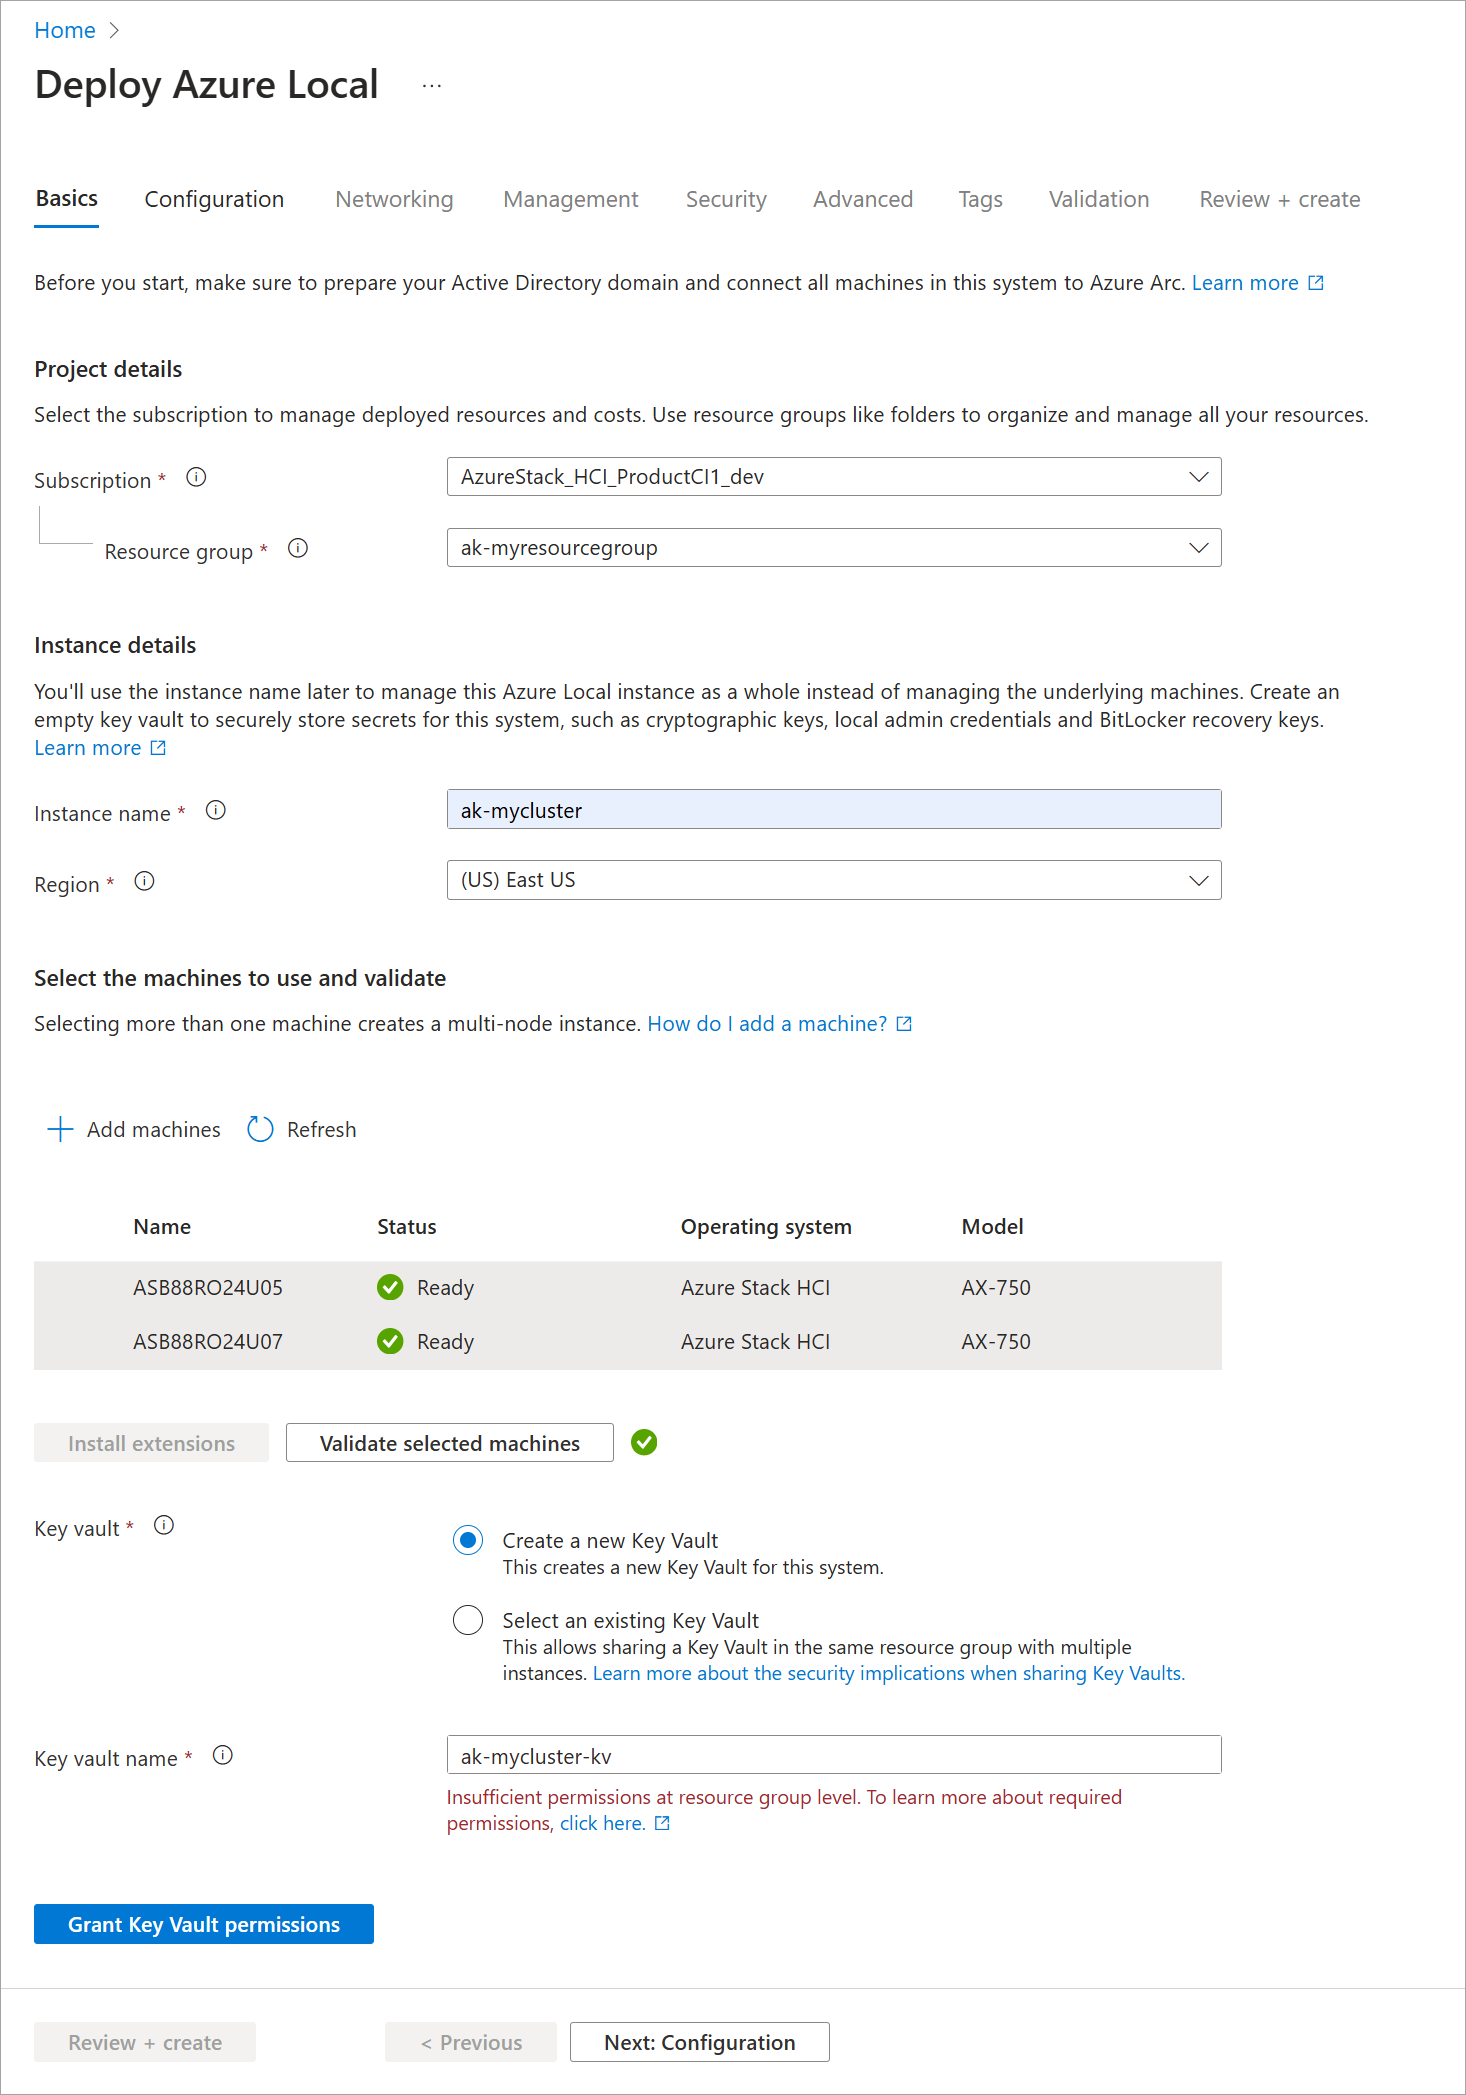 Home >
Deploy Azure Local ...
Basics Configuration Networking Management Security Advanced Tags Validation Review + create
Before you start, make sure to prepare your Active Directory domain and connect all machines in this system to Azure Arc. Learn more
Project details
Select the subscription to manage deployed resources and costs. Use resource groups like folders to organize and manage all your resources.
Subscription * AzureStack_HCI_ProductCI1_dev
Resource group * ak-myresourcegroup
Instance details
You'll use the instance name later to manage this Azure Local instance as a whole instead of managing the underlying machines. Create an
empty key vault to securely store secrets for this system, such as cryptographic keys, local admin credentials and BitLocker recovery keys.
Learn more
Instance name * ak-mycluster
Region * (US) East US
Select the machines to use and validate
Selecting more than one machine creates a multi-node instance. How do I add a machine?
Add machines Refresh
Name Status Operating system Model
ASB88RO24U05 Ready Azure Stack HCI AX-750
ASB88RO24U07 Ready Azure Stack HCI AX-750
Install extensions Validate selected machines
Key vault *
Create a new Key Vault
This creates a new Key Vault for this system.
Select an existing Key Vault
This allows sharing a Key Vault in the same resource group with multiple
instances. Learn more about the security implications when sharing Key Vaults.
Key vault name * ak-mycluster-kv
Insufficient permissions at resource group level. To learn more about required
permissions, click here.
Grant Key Vault permissions
Review + create < Previous Next: Configuration